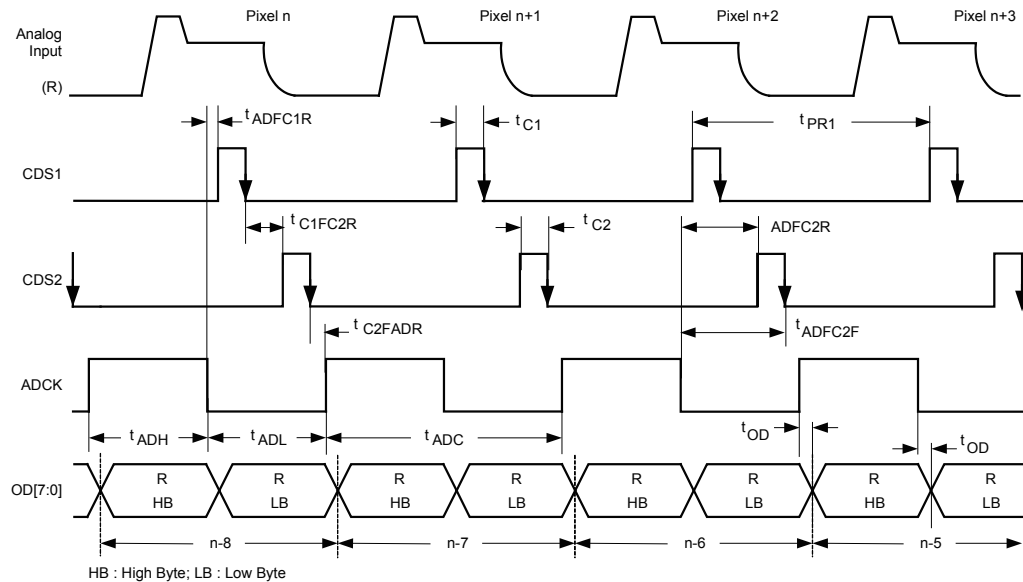 Pixel n
Pixel n+1
Pixel n+2
Pixel n+3
Analog
Input
(R)
t ADFC1R
t C1
t PR1
CDS1
t C1FC2R
t C2
ADFC2R
CDS2
t C2FADR
t ADFC2F
ADCK
t ADH
t ADL
t ADC
t OD
t OD
OD[7:0]
R
HB
R
LB
R
HB
R
LB
R
HB
R
LB
R
HB
R
LB
n-8
n-7
n-6
n-5
HB : High Byte; LB : Low Byte